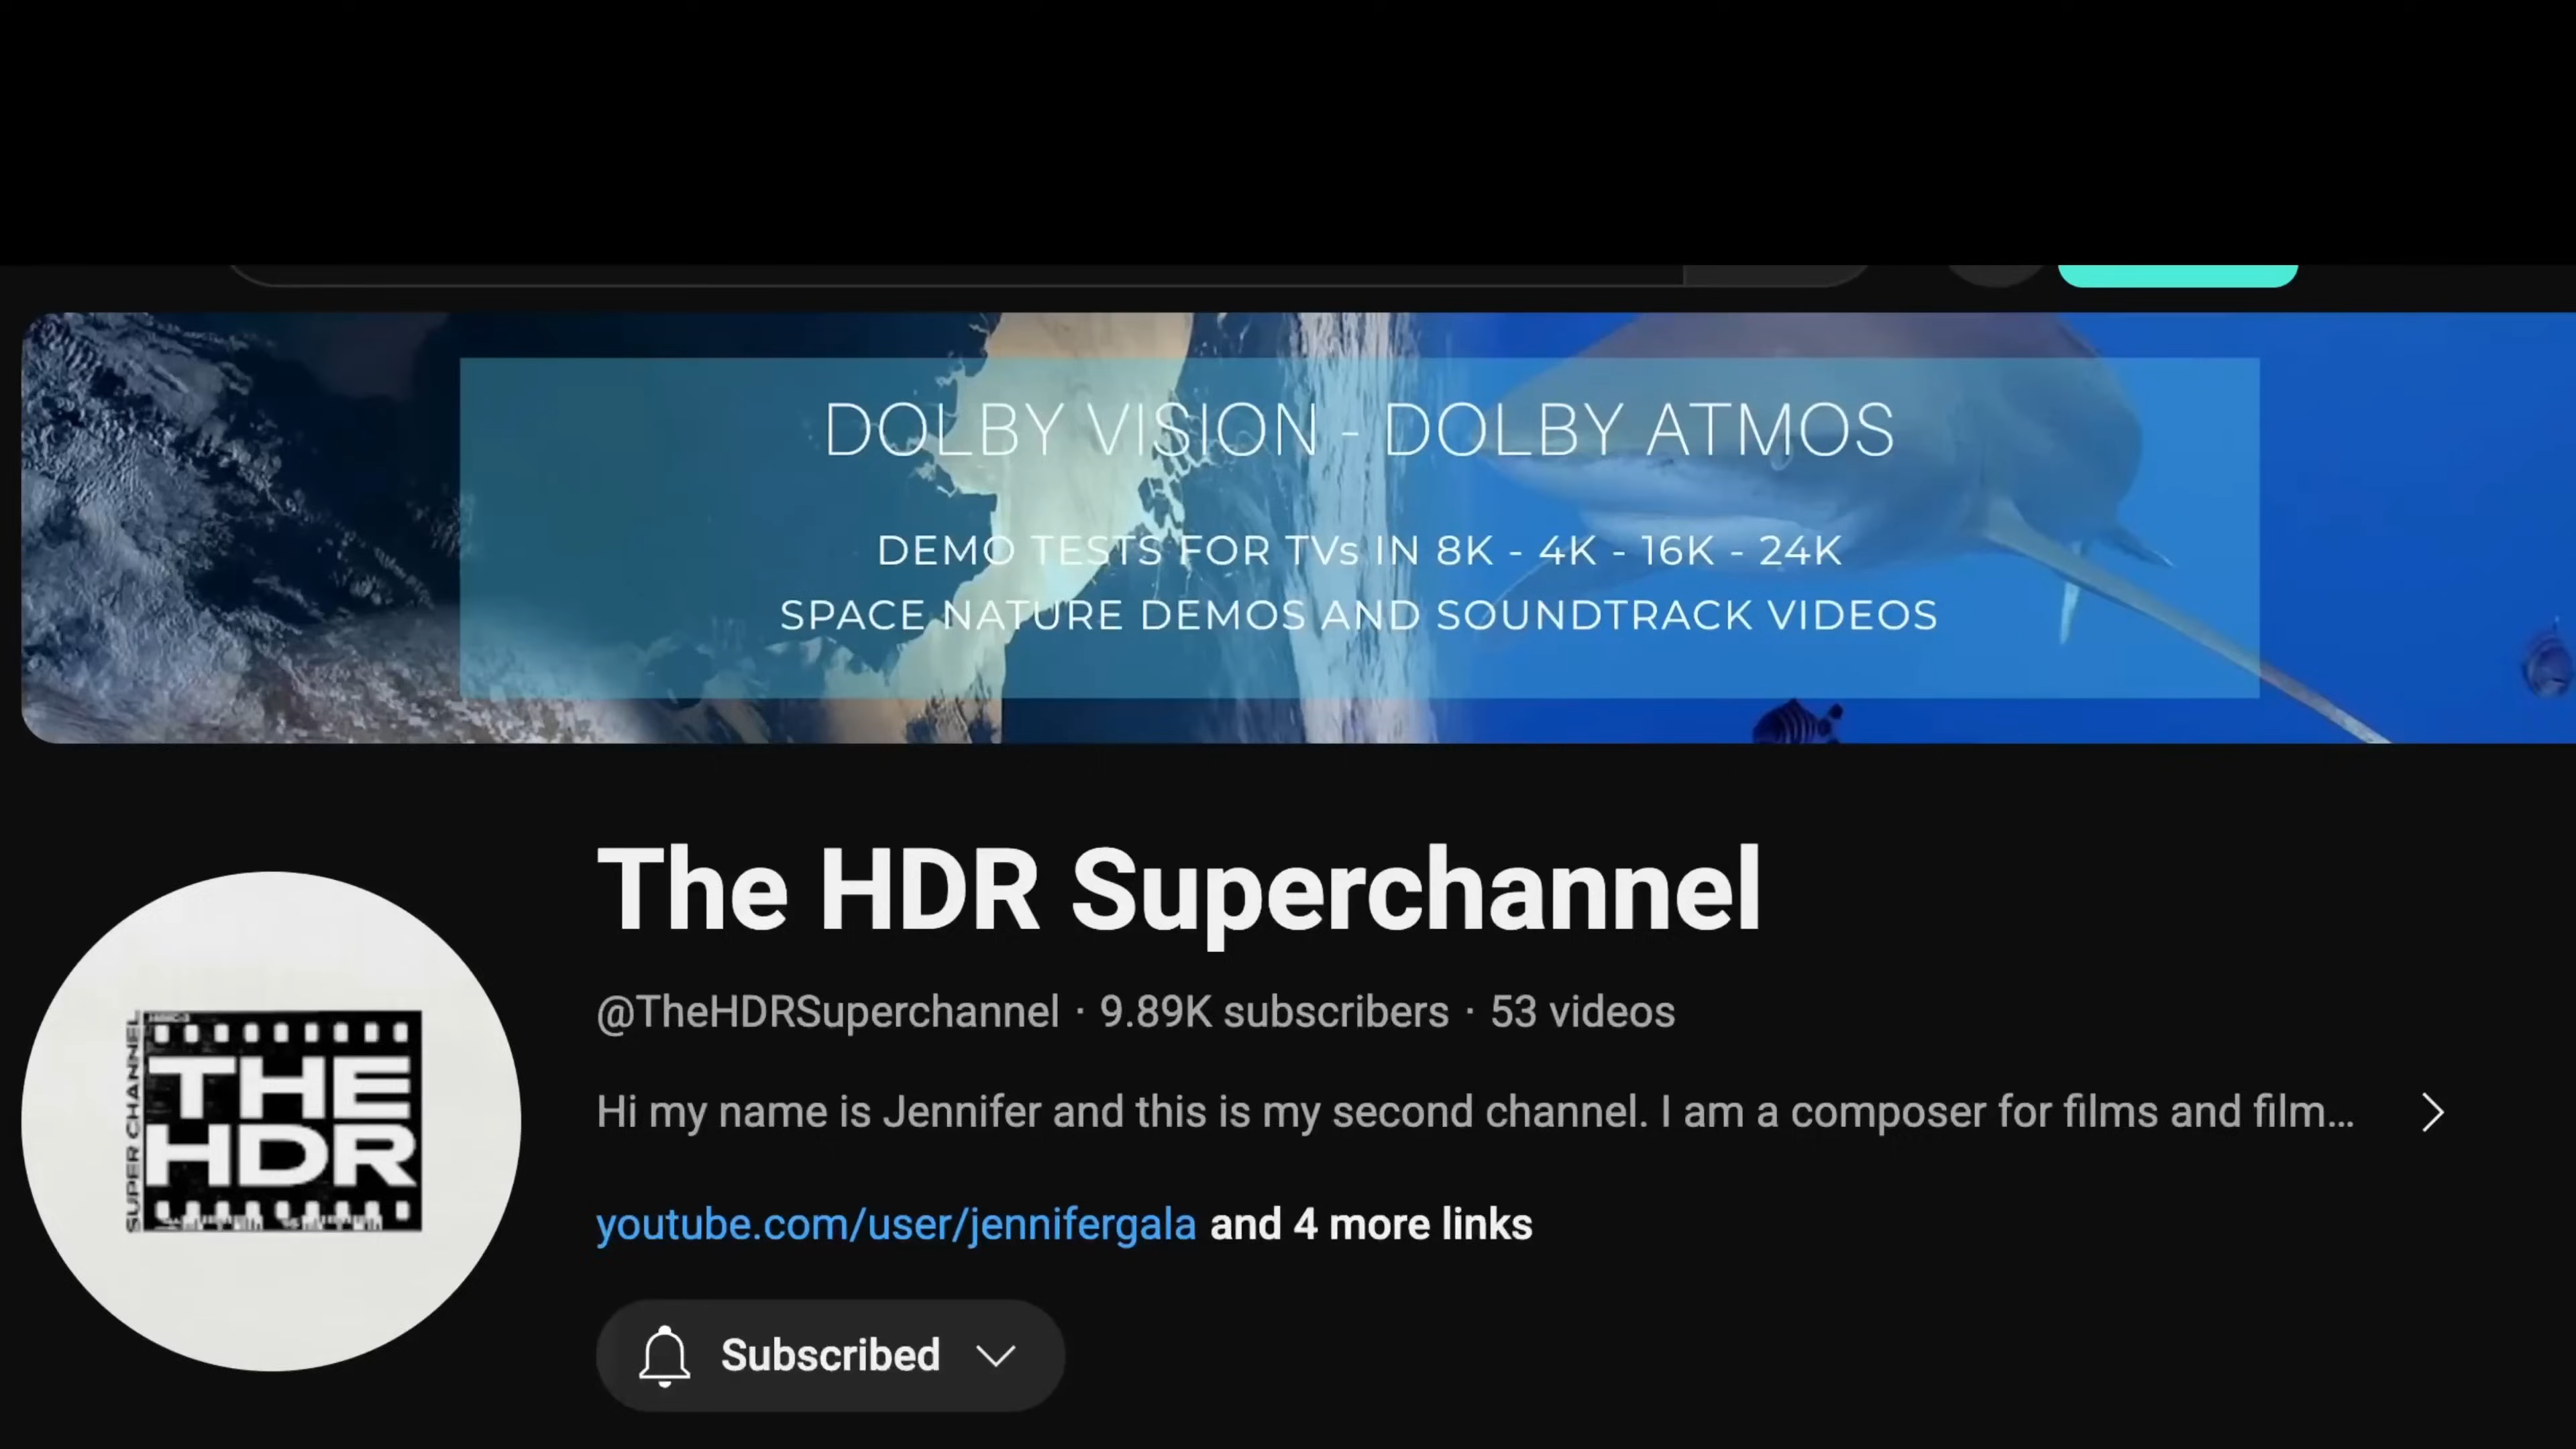 DOLBY VISION - DOLBY ATMOS
DEMO TESTS FOR TVs IN 8K - 4K - 16K - 24K
SPACE NATURE DEMOS AND SOUNDTRACK VIDEOS
The HDR Superchannel
@TheHDRSuperchannel · 9.89K subscribers · 53 videos
SUPER CHANNEL
THE
HDR
Hi my name is Jennifer and this is my second channel. I am a composer for films and film...
youtube.com/user/jennifergala and 4 more links
Subscribed